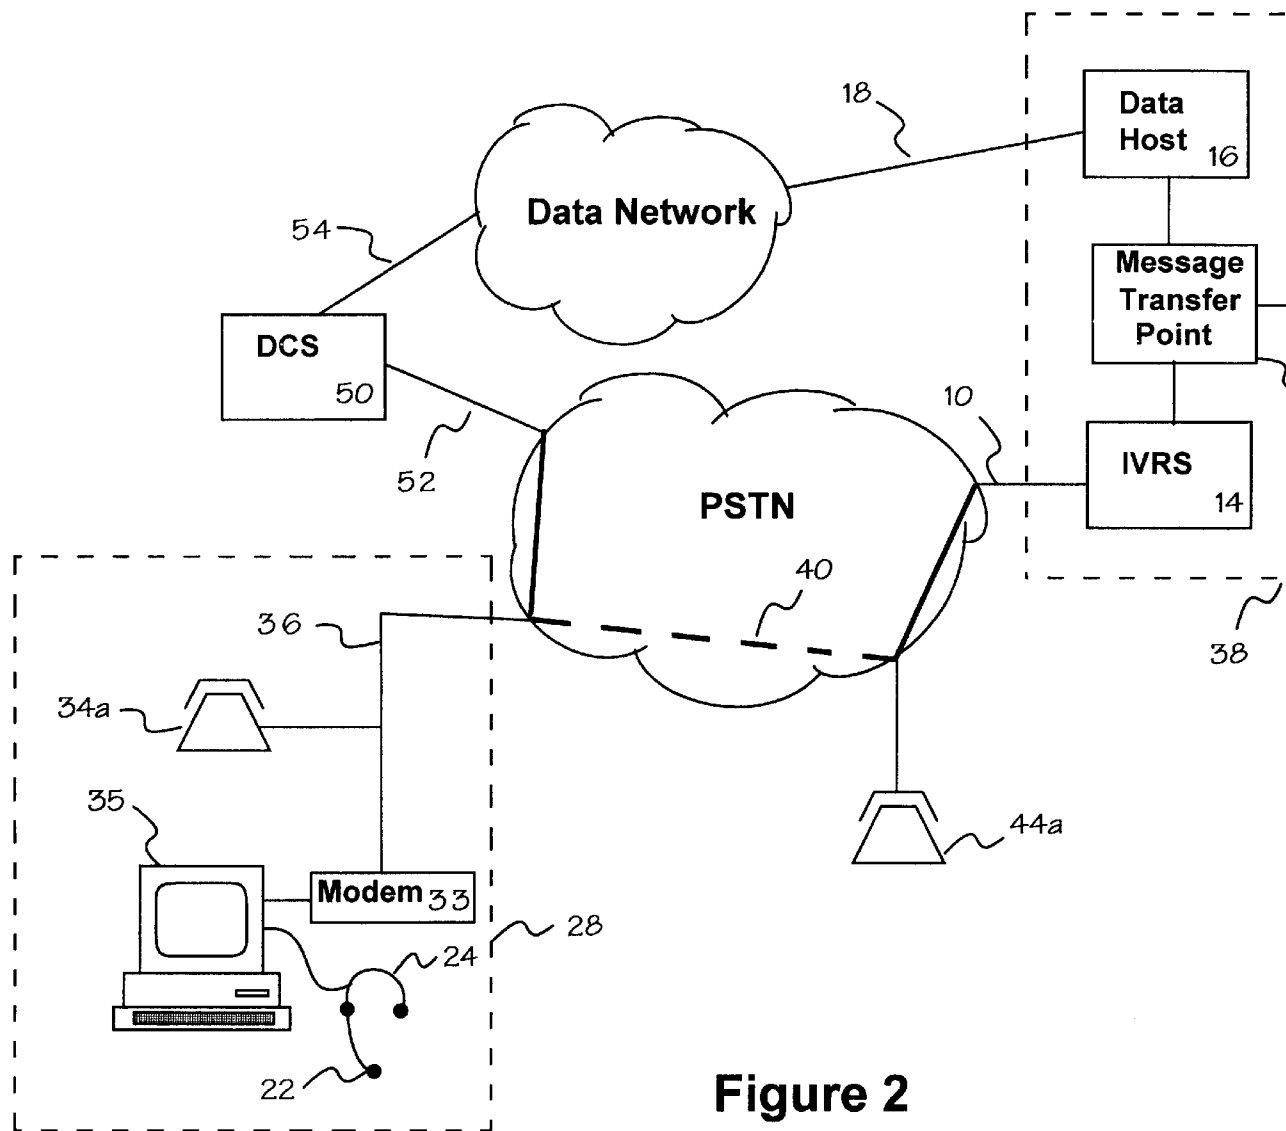 18
Data
Host
16
Data Network
54
Message
Transfer
Point
DCS
50
52
10
IVRS
14
PSTN
40
36
38
34a
35
44a
Modem 33
28
24
22
Figure 2